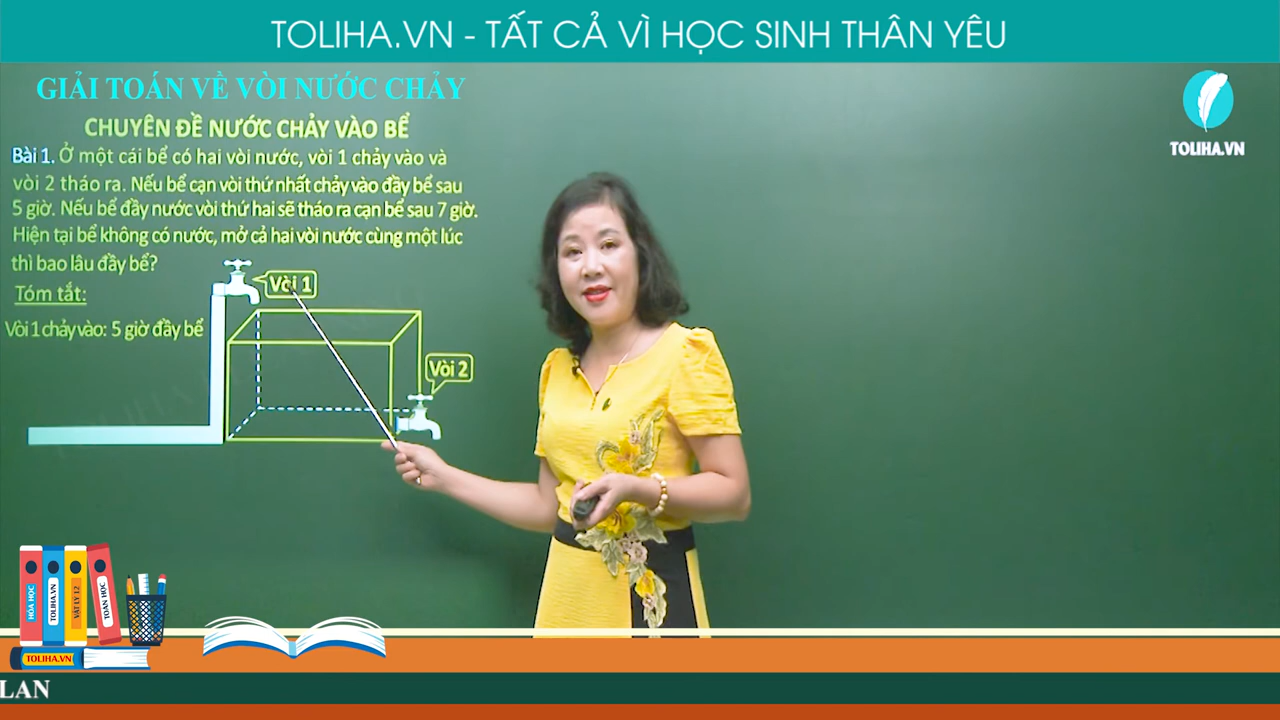 TOLIHA.VN - TẤT CẢ VÌ HỌC SINH THÂN YÊU
GIẢI TOÁN VỀ VÒI NƯỚC CHẢY
TOLIHA.VN
CHUYÊN ĐỀ NƯỚC CHẢY VÀO BỂ
Bài 1. Ở một cái bể có hai vòi nước, vòi 1 chảy vào và
vòi 2 tháo ra. Nếu bể cạn vòi thứ nhất chảy vào đầy bể sau
5 giờ. Nếu bể đầy nước vòi thứ hai sẽ tháo ra cạn bể sau 7 giờ.
Hiện tại bể không có nước, mở cả hai vòi nước cùng một lúc
thì bao lâu đầy bể?
Tóm tắt:
Vòi 1
Vòi 1 chảy vào: 5 giờ đầy bể
Vòi 2
HÓA HỌC
TOLIHA.VN
VẬT LÝ 12
TOÁN HỌC
TOLIHA.VN
LAN